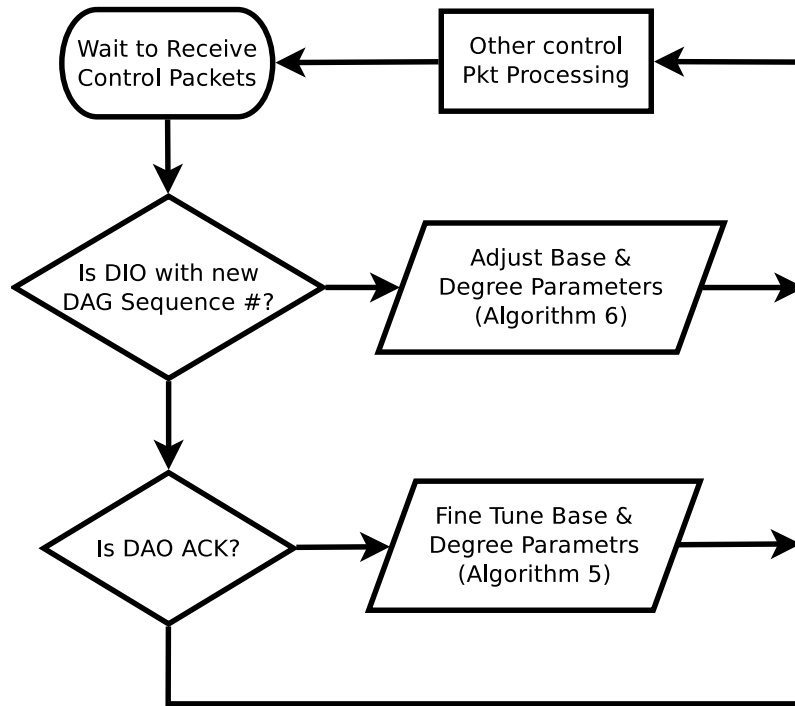 Wait to Receive
Control Packets
Other control
Pkt Processing
Is DIO with new
DAG Sequence #?
Adjust Base &
Degree Parameters
(Algorithm 6)
Is DAO ACK?
Fine Tune Base &
Degree Parametrs
(Algorithm 5)